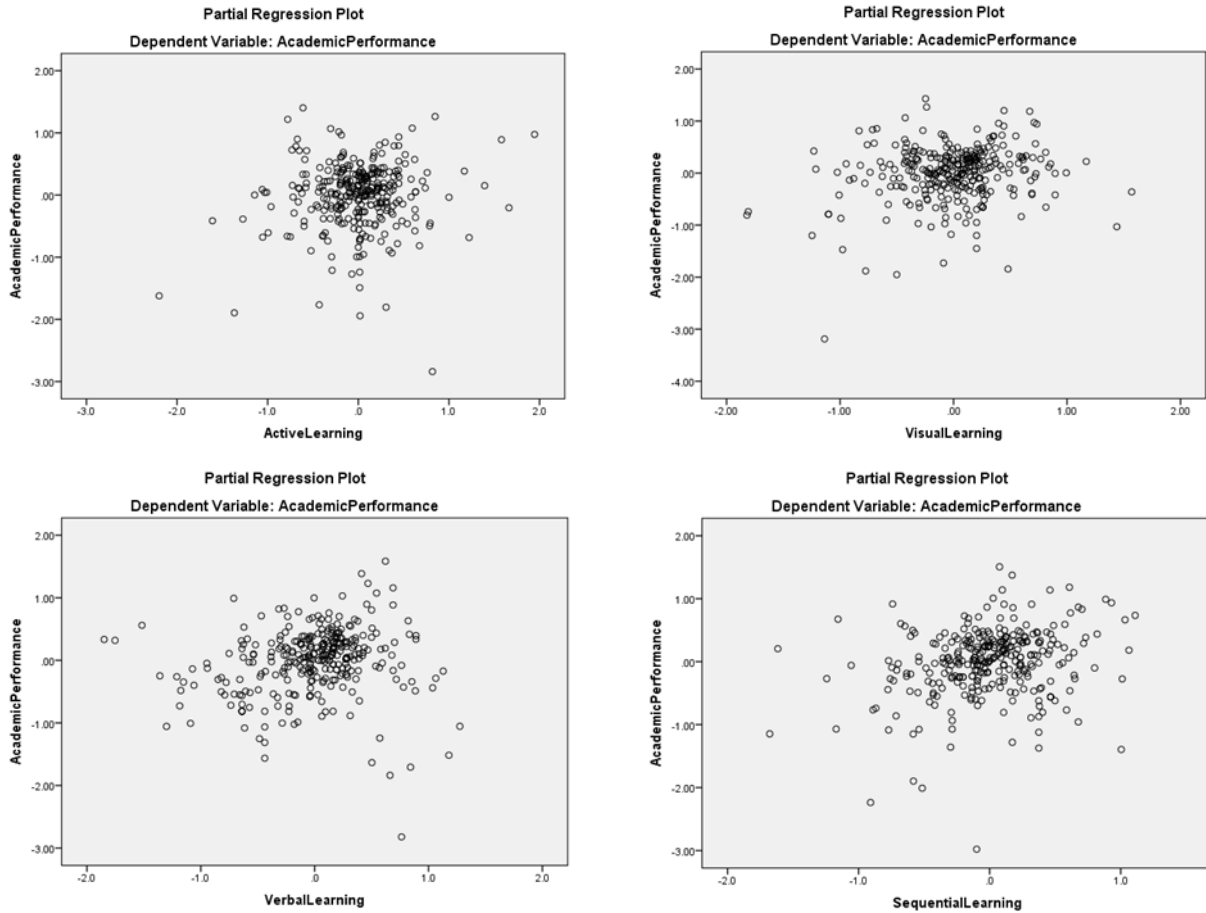 Partial Regression Plot
Dependent Variable: AcademicPerformance
2.00
1.00
.00
-1.00
-2.00
-3.00
AcademicPerformance
-3.0 -2.0 -1.0 .0 1.0 2.0
ActiveLearning
Partial Regression Plot
Dependent Variable: AcademicPerformance
2.00
1.00
.00
-1.00
-2.00
-3.00
-4.00
AcademicPerformance
-2.00 -1.00 .00 1.00 2.00
VisualLearning
Partial Regression Plot
Dependent Variable: AcademicPerformance
2.00
1.00
.00
-1.00
-2.00
-3.00
AcademicPerformance
-2.0 -1.0 .0 1.0 2.0
VerbalLearning
Partial Regression Plot
Dependent Variable: AcademicPerformance
2.00
1.00
.00
-1.00
-2.00
-3.00
AcademicPerformance
-2.0 -1.0 .0 1.0
SequentialLearning